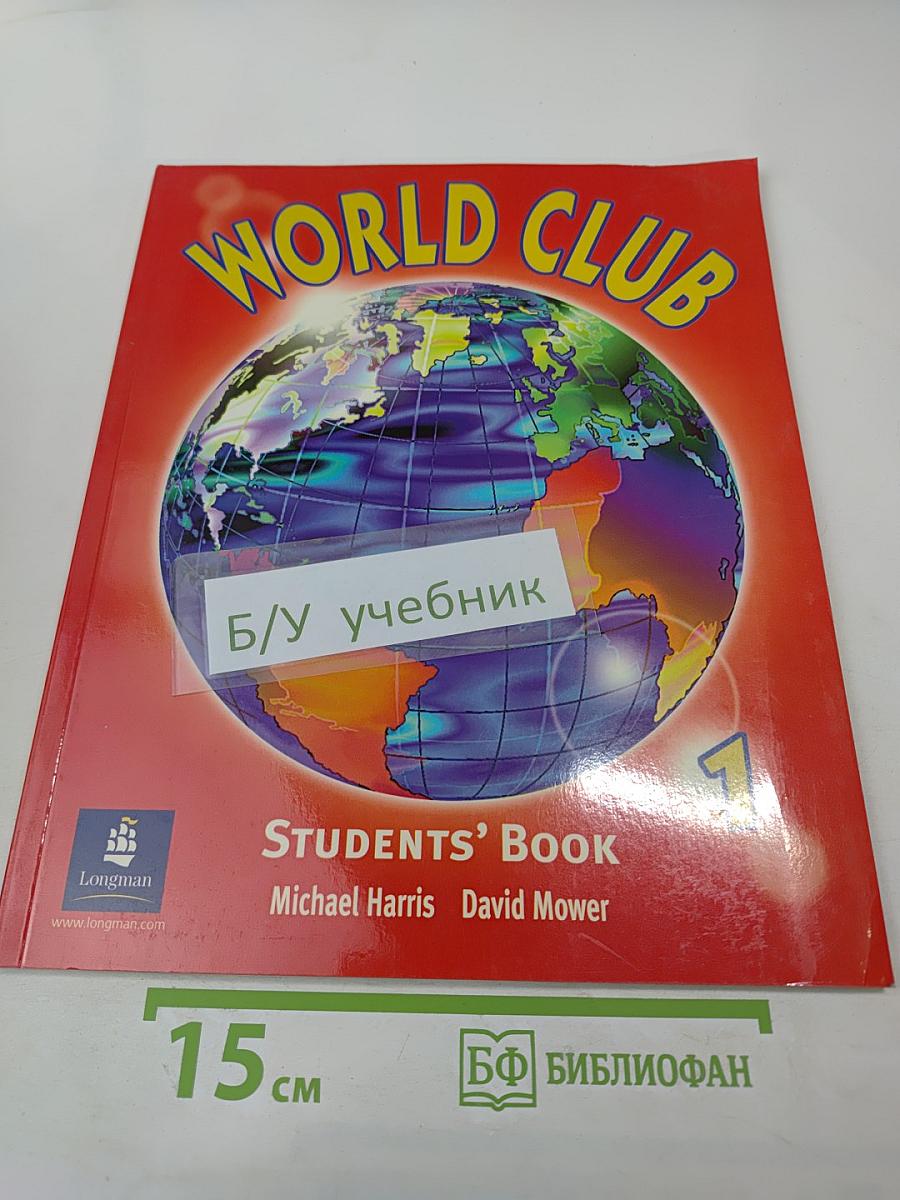 WORLD CLUB
Б/У учебник
1
STUDENTS' BOOK
Michael Harris David Mower
Longman
www.longman.com
15 см
БФ БИБЛИОФАН